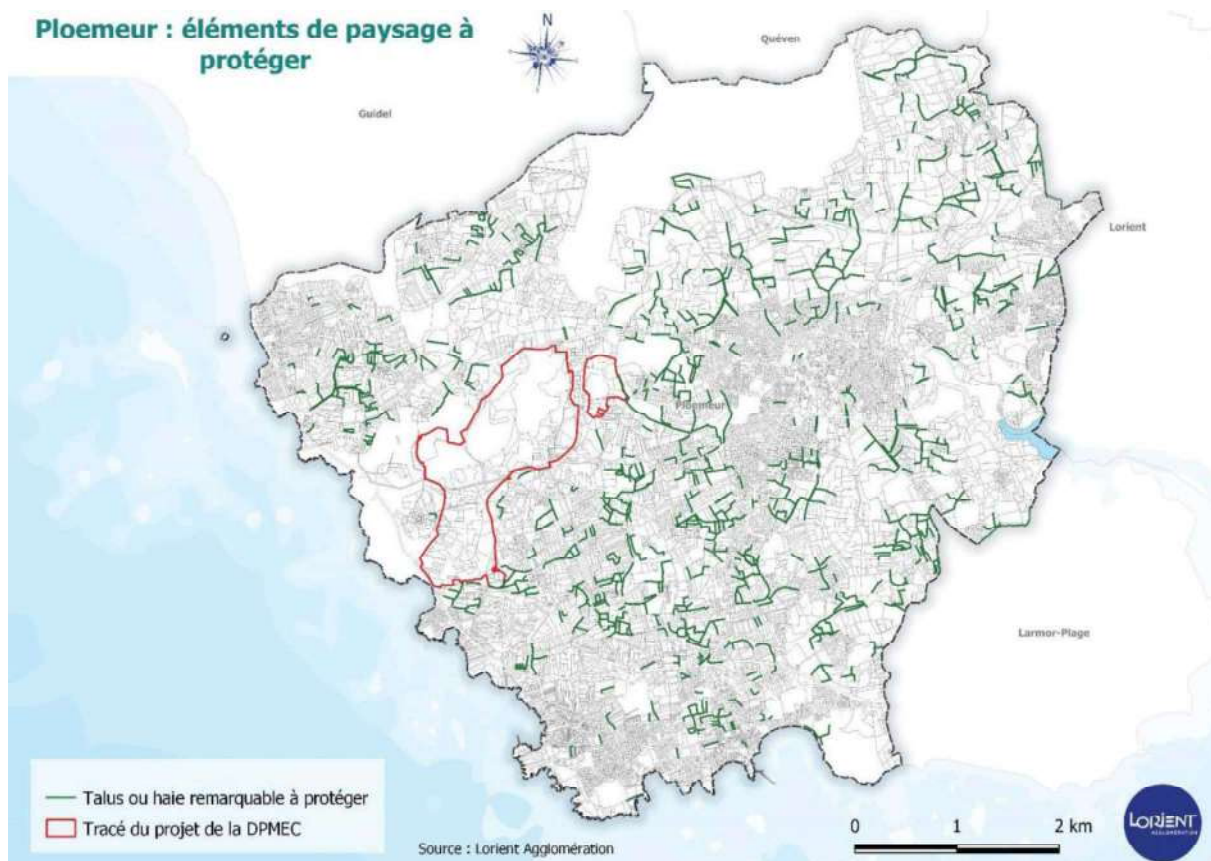 Ploemeur : éléments de paysage à
protéger
N
Quéven
Guidel
Lorient
Ploemeur
Larmor-Plage
Talus ou haie remarquable à protéger
Tracé du projet de la DPMEC
Source : Lorient Agglomération
0 1 2 km
LORIENT
AGGLOMÉRATION